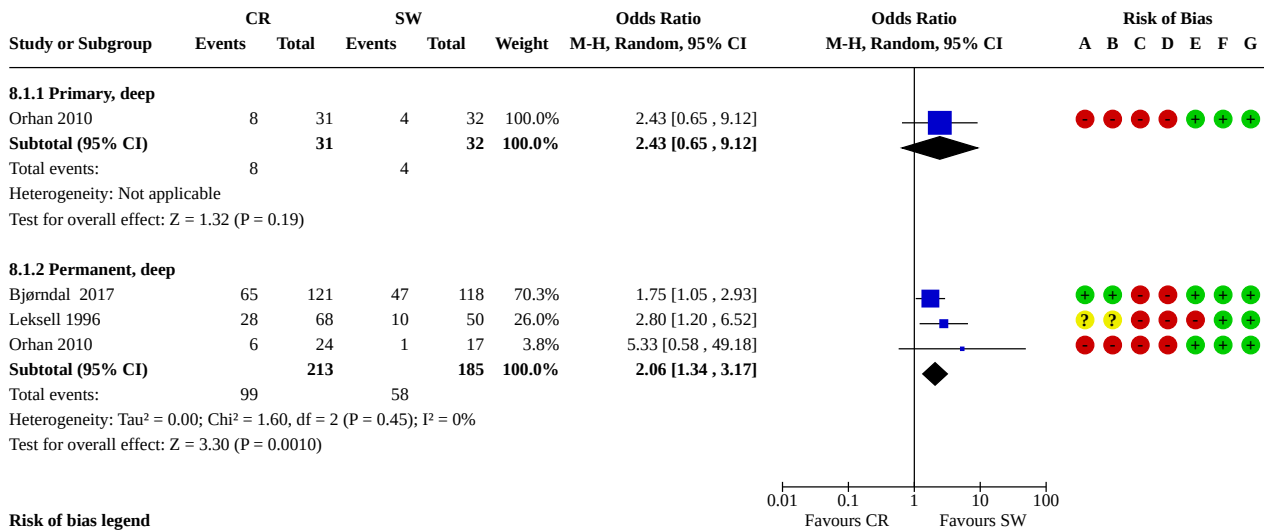 CR SW Odds Ratio Odds Ratio Risk of Bias
Study or Subgroup Events Total Events Total Weight M-H, Random, 95% CI M-H, Random, 95% CI A B C D E F G
8.1.1 Primary, deep
Orhan 2010 8 31 4 32 100.0% 2.43 [0.65 , 9.12] - - - - + + +
Subtotal (95% CI) 31 32 100.0% 2.43 [0.65 , 9.12]
Total events: 8 4
Heterogeneity: Not applicable
Test for overall effect: Z = 1.32 (P = 0.19)
8.1.2 Permanent, deep
Bjørndal 2017 65 121 47 118 70.3% 1.75 [1.05 , 2.93] + + - - + + +
Leksell 1996 28 68 10 50 26.0% 2.80 [1.20 , 6.52] ? ? - - - + +
Orhan 2010 6 24 1 17 3.8% 5.33 [0.58 , 49.18] - - - - + + +
Subtotal (95% CI) 213 185 100.0% 2.06 [1.34 , 3.17]
Total events: 99 58
Heterogeneity: Tau² = 0.00; Chi² = 1.60, df = 2 (P = 0.45); I² = 0%
Test for overall effect: Z = 3.30 (P = 0.0010)
0.01 0.1 1 10 100
Risk of bias legend Favours CR Favours SW